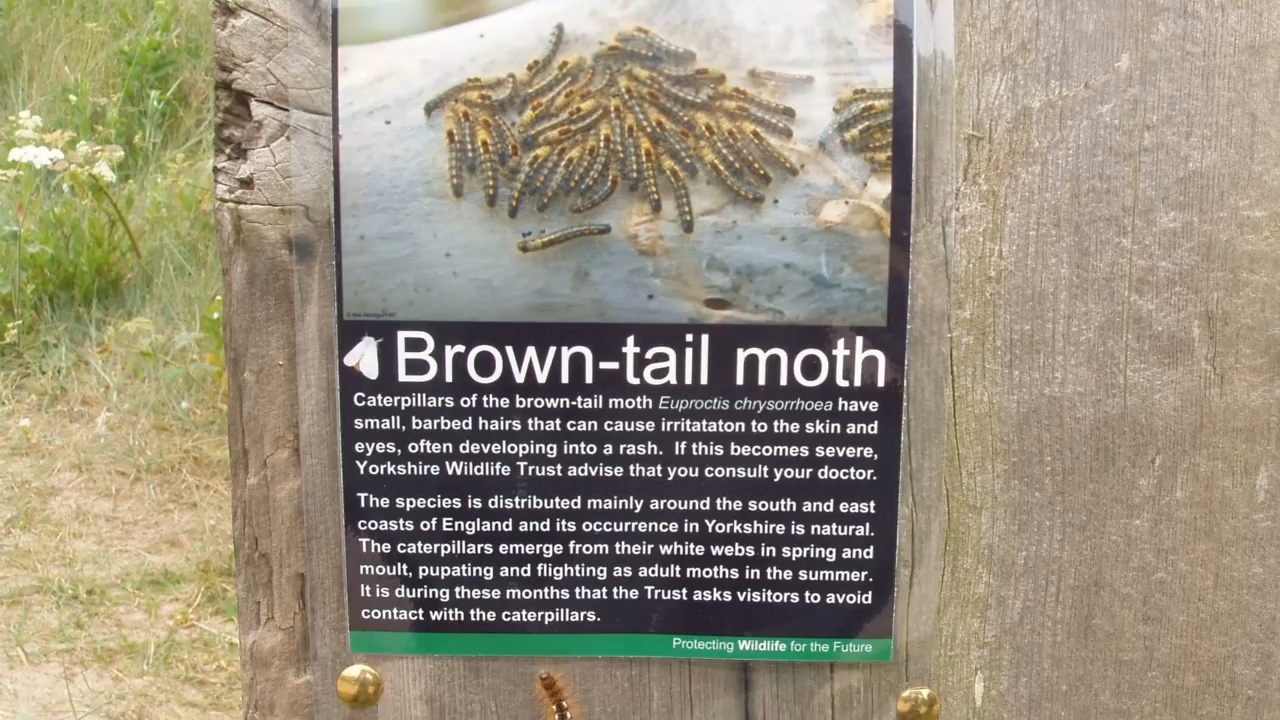 Brown-tail moth
Caterpillars of the brown-tail moth Euproctis chrysorrhoea have
small, barbed hairs that can cause irritataton to the skin and
eyes, often developing into a rash. If this becomes severe,
Yorkshire Wildlife Trust advise that you consult your doctor.
The species is distributed mainly around the south and east
coasts of England and its occurrence in Yorkshire is natural.
The caterpillars emerge from their white webs in spring and
moult, pupating and flighting as adult moths in the summer.
It is during these months that the Trust asks visitors to avoid
contact with the caterpillars.
Protecting Wildlife for the Future